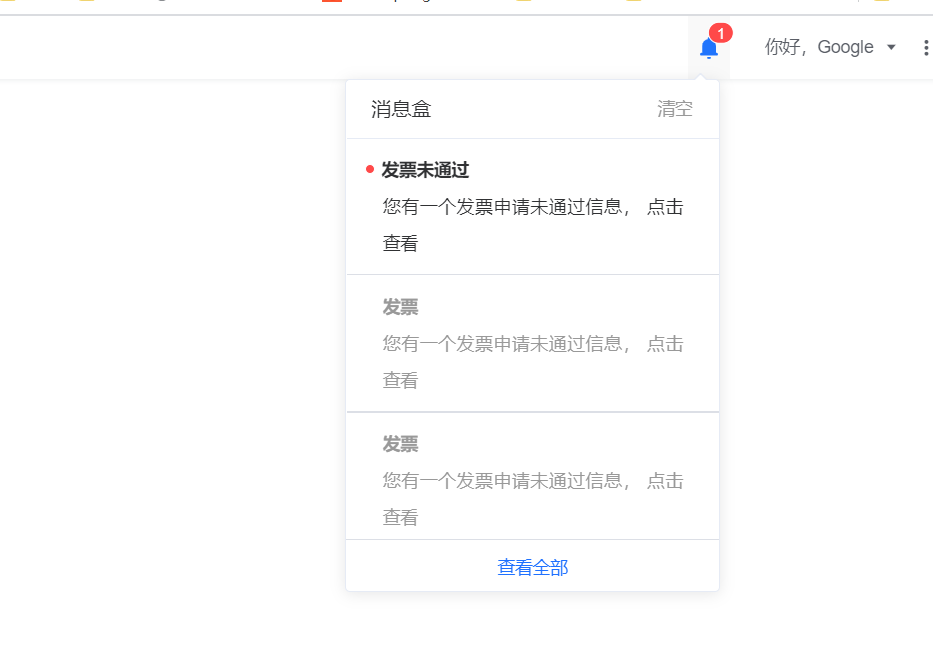 1
你好，Google
消息盒
清空
发票未通过
您有一个发票申请未通过信息， 点击
查看
发票
您有一个发票申请未通过信息， 点击
查看
发票
您有一个发票申请未通过信息， 点击
查看
查看全部